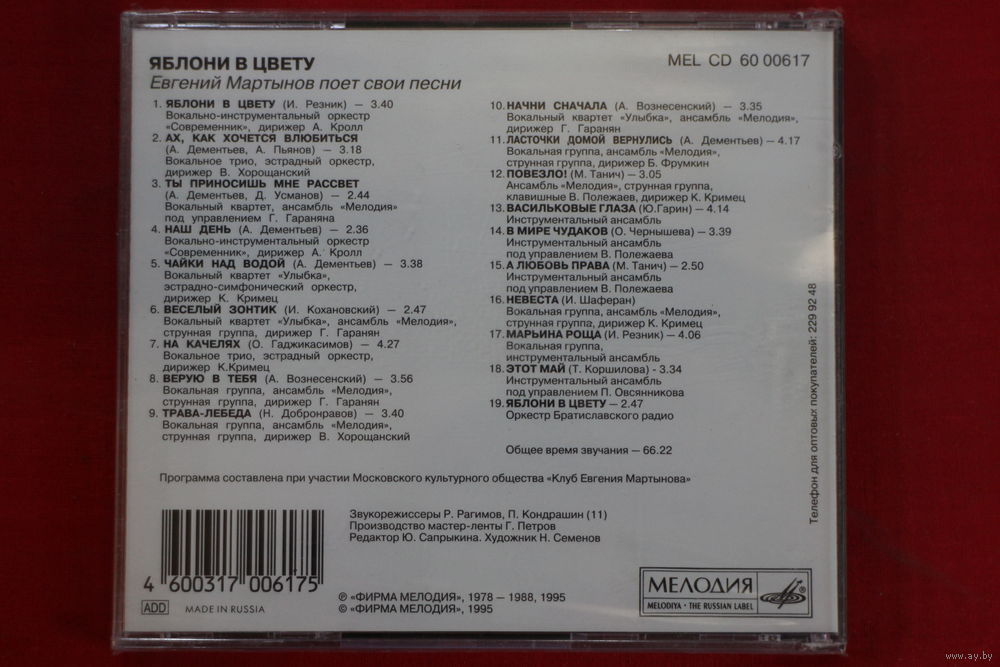 ЯБЛОНИ В ЦВЕТУ
Евгений Мартынов поет свои песни
MEL CD 60 00617
1. ЯБЛОНИ В ЦВЕТУ (И. Резник) — 3.40
Вокально-инструментальный оркестр
«Современник», дирижер А. Кролл
2. АХ, КАК ХОЧЕТСЯ ВЛЮБИТЬСЯ
(А. Дементьев, А. Пьянов) — 3.18
Вокальное трио, эстрадный оркестр,
дирижер В. Хорощанский
3. ТЫ ПРИНОСИШЬ МНЕ РАССВЕТ
(А. Дементьев, Д. Усманов) — 2.44
Вокальный квартет, ансамбль «Мелодия»
под управлением Г. Гараняна
4. НАШ ДЕНЬ (А. Дементьев) — 2.36
Вокально-инструментальный оркестр
«Современник», дирижер А. Кролл
5. ЧАЙКИ НАД ВОДОЙ (А. Дементьев) — 3.38
Вокальный квартет «Улыбка»,
эстрадно-симфонический оркестр,
дирижер К. Кримец
6. ВЕСЕЛЫЙ ЗОНТИК (И. Кохановский) — 2.47
Вокальный квартет «Улыбка», ансамбль «Мелодия»,
струнная группа, дирижер Г. Гаранян
7. НА КАЧЕЛЯХ (О. Гаджикасимов) — 4.27
Вокальное трио, эстрадный оркестр,
дирижер К.Кримец
8. ВЕРУЮ В ТЕБЯ (А. Вознесенский) — 3.56
Вокальная группа, ансамбль «Мелодия»,
струнная группа, дирижер Г. Гаранян
9. ТРАВА-ЛЕБЕДА (Н. Добронравов) — 3.40
Вокальная группа, ансамбль «Мелодия»,
струнная группа, дирижер В. Хорощанский
10. НАЧНИ СНАЧАЛА (А. Вознесенский) — 3.35
Вокальный квартет «Улыбка», ансамбль «Мелодия»,
дирижер Г. Гаранян
11. ЛАСТОЧКИ ДОМОЙ ВЕРНУЛИСЬ (А. Дементьев) — 4.17
Вокальная группа, ансамбль «Мелодия»,
струнная группа, дирижер Б. Фрумкин
12. ПОВЕЗЛО! (М. Танич) — 3.05
Ансамбль «Мелодия», струнная группа,
клавишные В. Полежаев, дирижер К. Кримец
13. ВАСИЛЬКОВЫЕ ГЛАЗА (Ю.Гарин) — 4.14
Инструментальный ансамбль
14. В МИРЕ ЧУДАКОВ (О. Чернышева) — 3.39
Инструментальный ансамбль
под управлением В. Полежаева
15. А ЛЮБОВЬ ПРАВА (М. Танич) — 2.50
Инструментальный ансамбль
под управлением В. Полежаева
16. НЕВЕСТА (И. Шаферан)
Вокальная группа, ансамбль «Мелодия»,
струнная группа, дирижер К. Кримец
17. МАРЬИНА РОЩА (И. Резник) — 4.06
Вокальная группа,
инструментальный ансамбль
18. ЭТОТ МАЙ (Т. Коршилова) - 3.34
Инструментальный ансамбль
под управлением П. Овсянникова
19. ЯБЛОНИ В ЦВЕТУ — 2.47
Оркестр Братиславского радио
Общее время звучания — 66.22
Телефон для оптовых покупателей: 229 92 48
Программа составлена при участии Московского культурного общества «Клуб Евгения Мартынова»
Звукорежиссеры Р. Рагимов, П. Кондрашин (11)
Производство мастер-ленты Г. Петров
Редактор Ю. Сапрыкина. Художник Н. Семенов
4 600317 006175
ADD MADE IN RUSSIA
℗ «ФИРМА МЕЛОДИЯ», 1978 – 1988, 1995
© «ФИРМА МЕЛОДИЯ», 1995
МЕЛОДИЯ
MELODIYA · THE RUSSIAN LABEL
www.ay.by